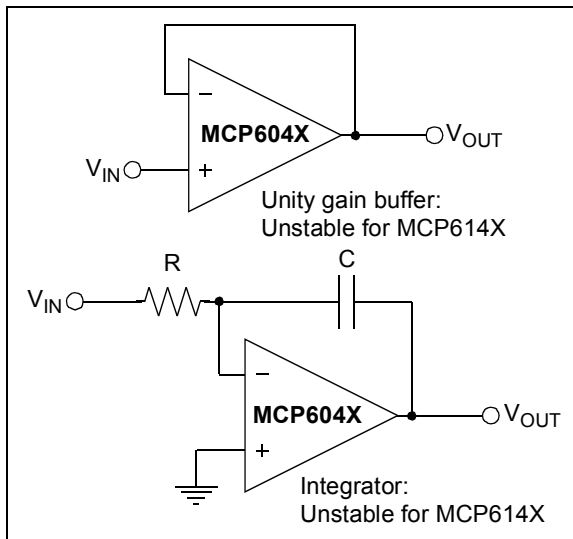 −
MCP604X
V_IN
+
V_OUT
Unity gain buffer:
Unstable for MCP614X
R
C
V_IN
−
MCP604X
+
V_OUT
Integrator:
Unstable for MCP614X